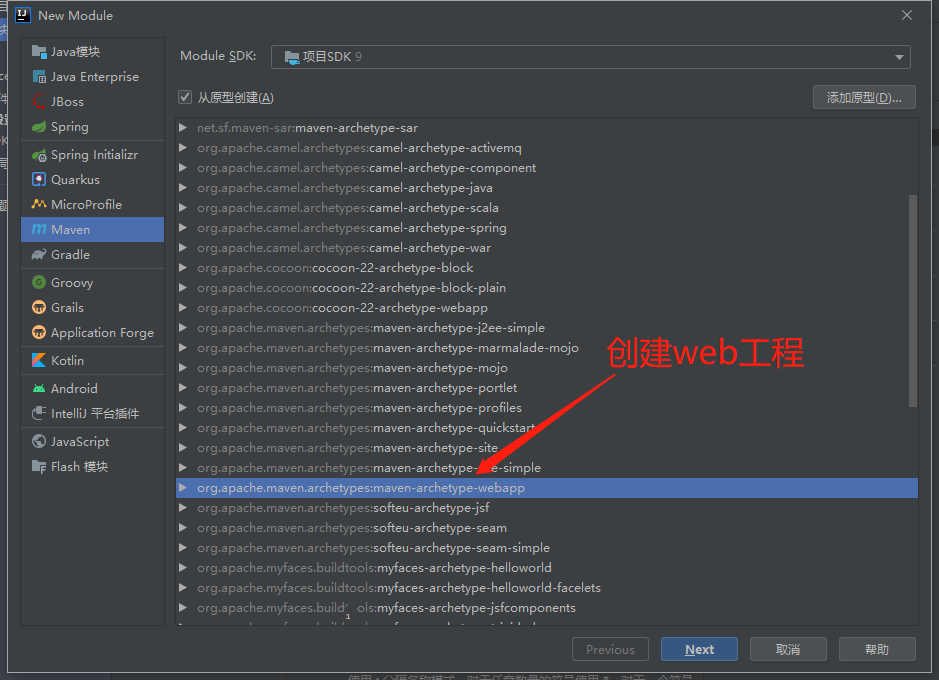 New Module
Java模块
Java Enterprise
JBoss
Spring
Spring Initializr
Quarkus
MicroProfile
Maven
Gradle
Groovy
Grails
Application Forge
Kotlin
Android
IntelliJ 平台插件
JavaScript
Flash 模块
Module SDK:
项目SDK 9
从原型创建(A)
添加原型(D)...
net.sf.maven-sar:maven-archetype-sar
org.apache.camel.archetypes:camel-archetype-activemq
org.apache.camel.archetypes:camel-archetype-component
org.apache.camel.archetypes:camel-archetype-java
org.apache.camel.archetypes:camel-archetype-scala
org.apache.camel.archetypes:camel-archetype-spring
org.apache.camel.archetypes:camel-archetype-war
org.apache.cocoon:cocoon-22-archetype-block
org.apache.cocoon:cocoon-22-archetype-block-plain
org.apache.cocoon:cocoon-22-archetype-webapp
org.apache.maven.archetypes:maven-archetype-j2ee-simple
org.apache.maven.archetypes:maven-archetype-marmalade-mojo
org.apache.maven.archetypes:maven-archetype-mojo
org.apache.maven.archetypes:maven-archetype-portlet
org.apache.maven.archetypes:maven-archetype-profiles
org.apache.maven.archetypes:maven-archetype-quickstart
org.apache.maven.archetypes:maven-archetype-site
org.apache.maven.archetypes:maven-archetype-site-simple
org.apache.maven.archetypes:maven-archetype-webapp
org.apache.maven.archetypes:softeu-archetype-jsf
org.apache.maven.archetypes:softeu-archetype-seam
org.apache.maven.archetypes:softeu-archetype-seam-simple
org.apache.myfaces.buildtools:myfaces-archetype-helloworld
org.apache.myfaces.buildtools:myfaces-archetype-helloworld-facelets
org.apache.myfaces.buildtools:myfaces-archetype-jsfcomponents
创建web工程
Previous
Next
取消
帮助